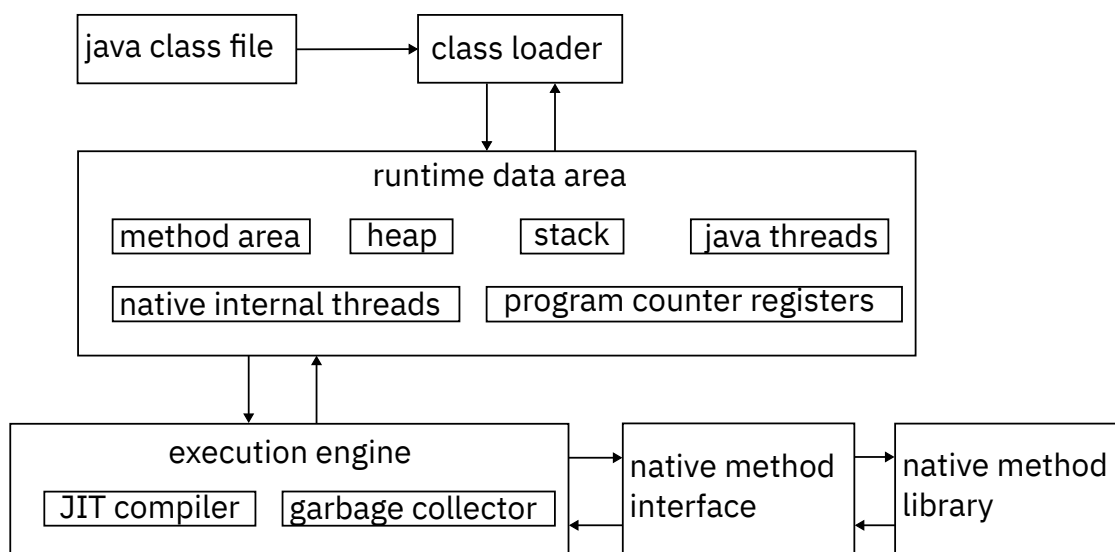 java class file
class loader
runtime data area
method area
heap
stack
java threads
native internal threads
program counter registers
execution engine
JIT compiler
garbage collector
native method
interface
native method
library